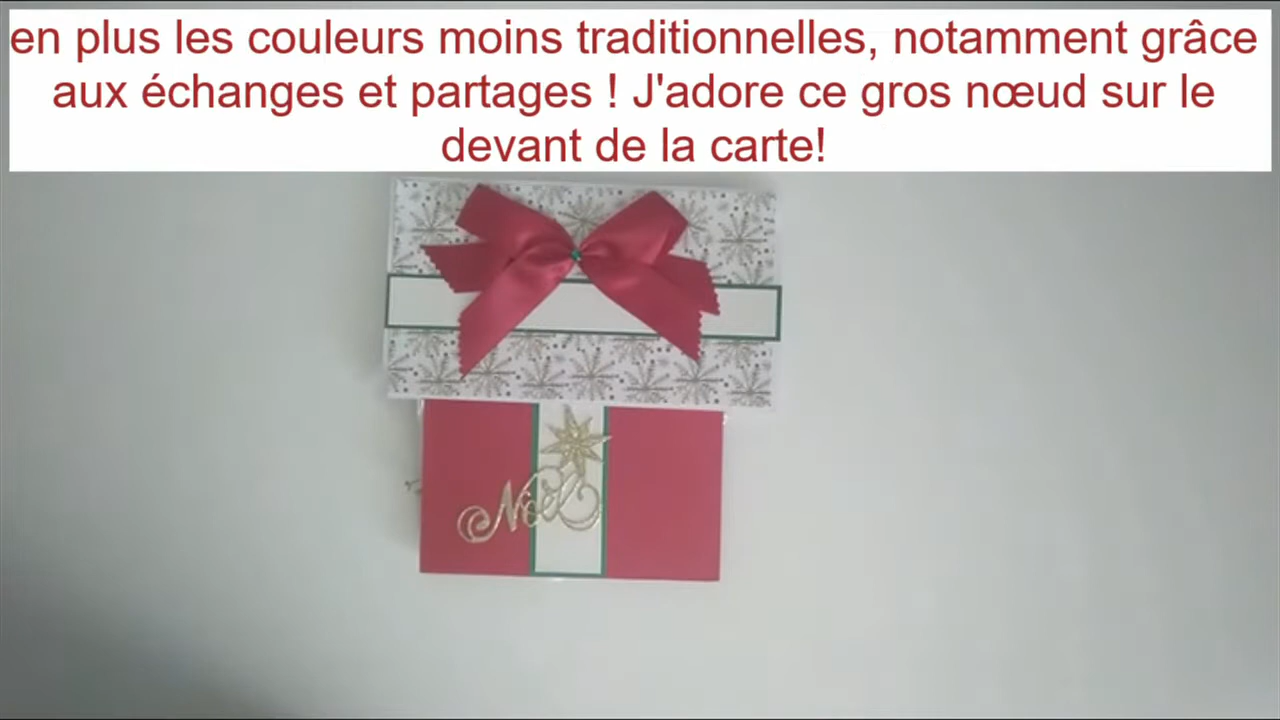 en plus les couleurs moins traditionnelles, notamment grâce
aux échanges et partages ! J'adore ce gros nœud sur le
devant de la carte!
Noël